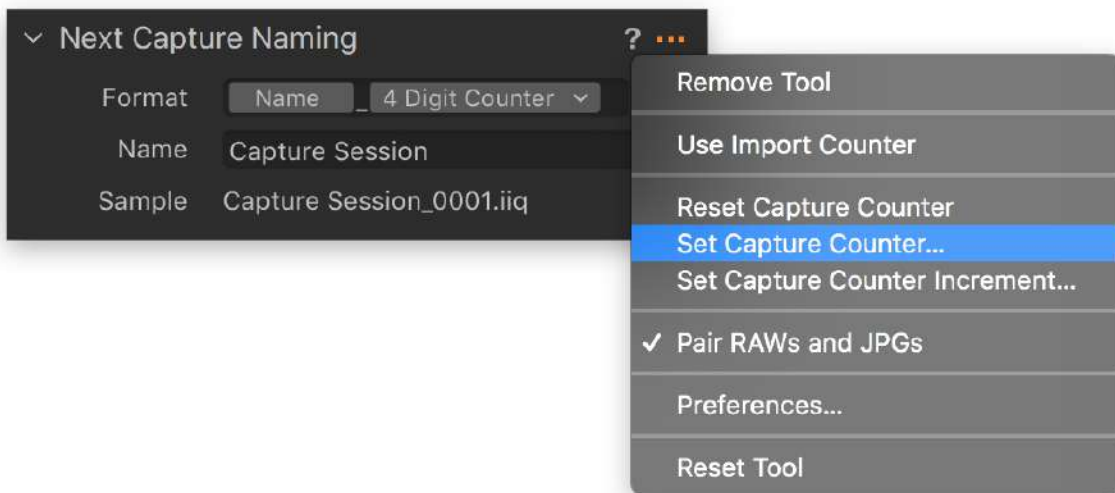 Next Capture Naming ? ...
Format Name _ 4 Digit Counter
Name Capture Session
Sample Capture Session_0001.iiq
Remove Tool
Use Import Counter
Reset Capture Counter
Set Capture Counter...
Set Capture Counter Increment...
✓ Pair RAWs and JPGs
Preferences...
Reset Tool